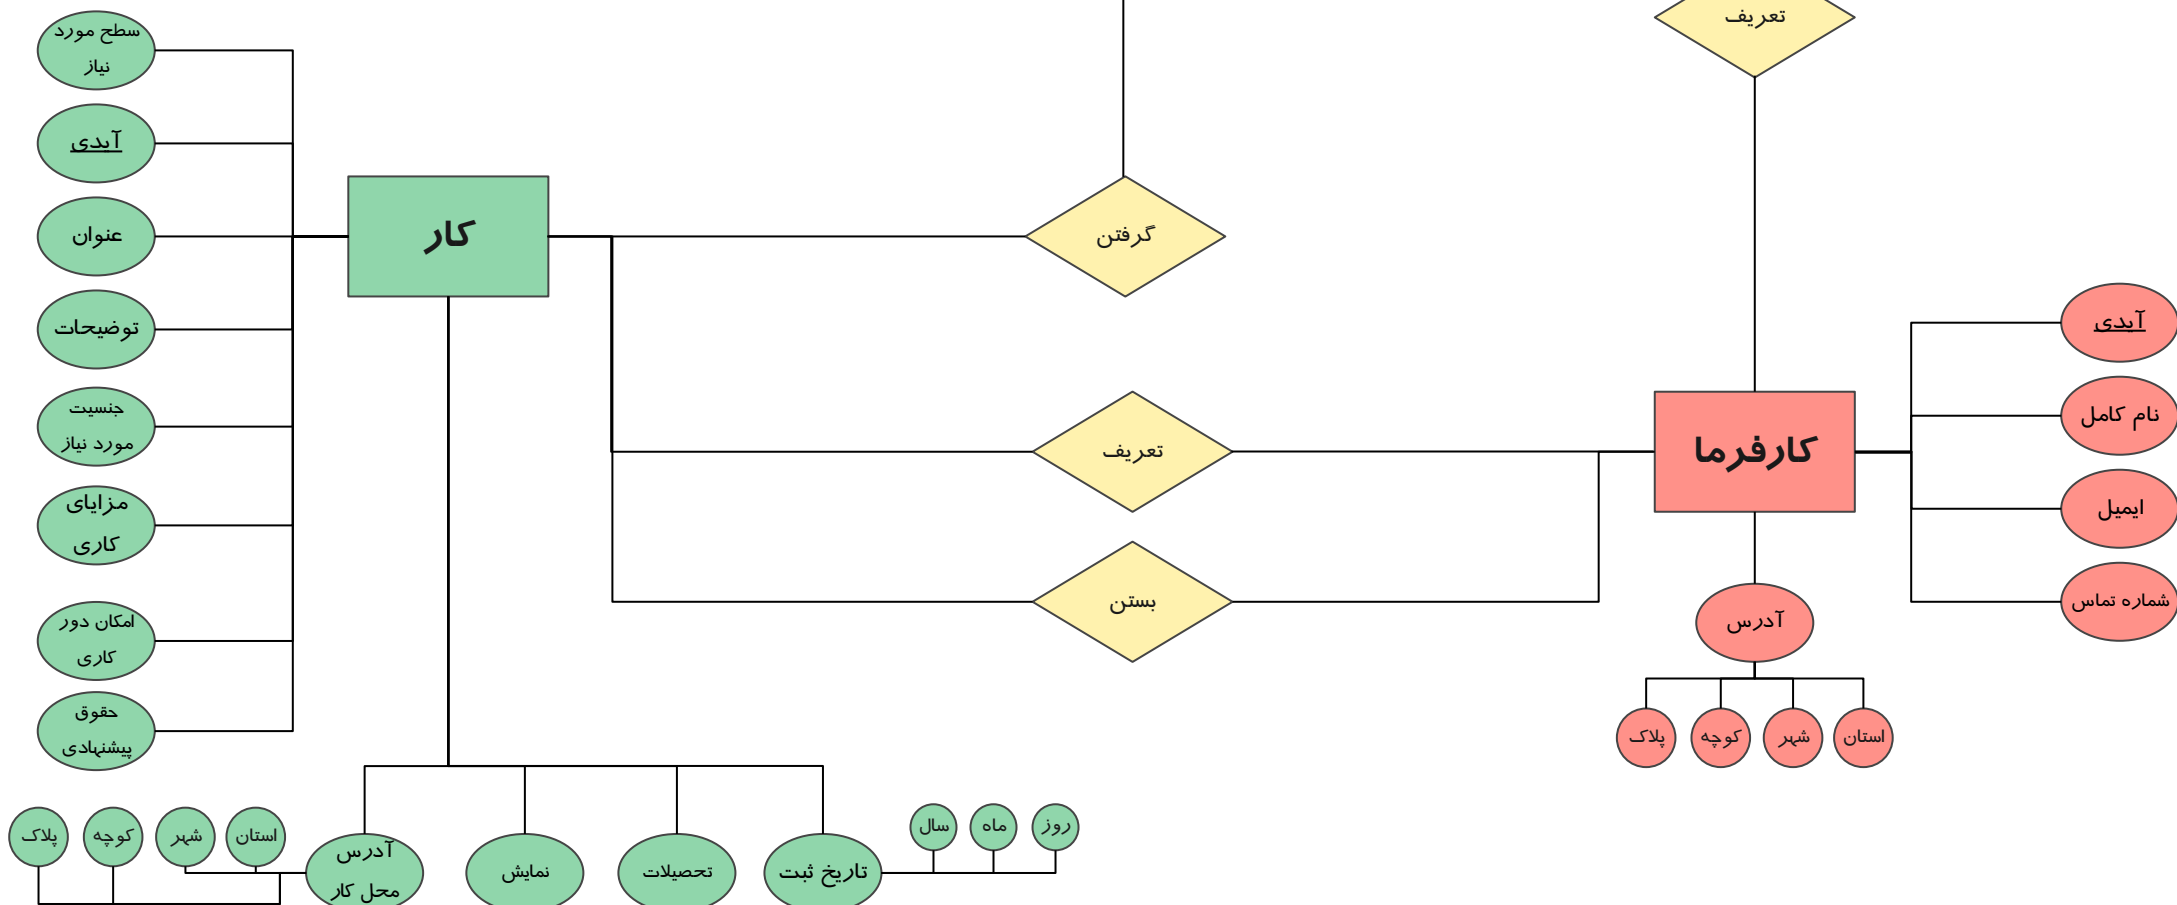 تعریف
سطح مورد
نیاز
آیدی
عنوان
توضیحات
جنسیت
مورد نیاز
مزایای
کاری
امکان دور
کاری
حقوق
پیشنهادی
کار
گرفتن
تعریف
بستن
کارفرما
آیدی
نام کامل
ایمیل
شماره تماس
آدرس
استان
شهر
کوچه
پلاک
روز
ماه
سال
تاریخ ثبت
تحصیلات
نمایش
آدرس
محل کار
استان
شهر
کوچه
پلاک